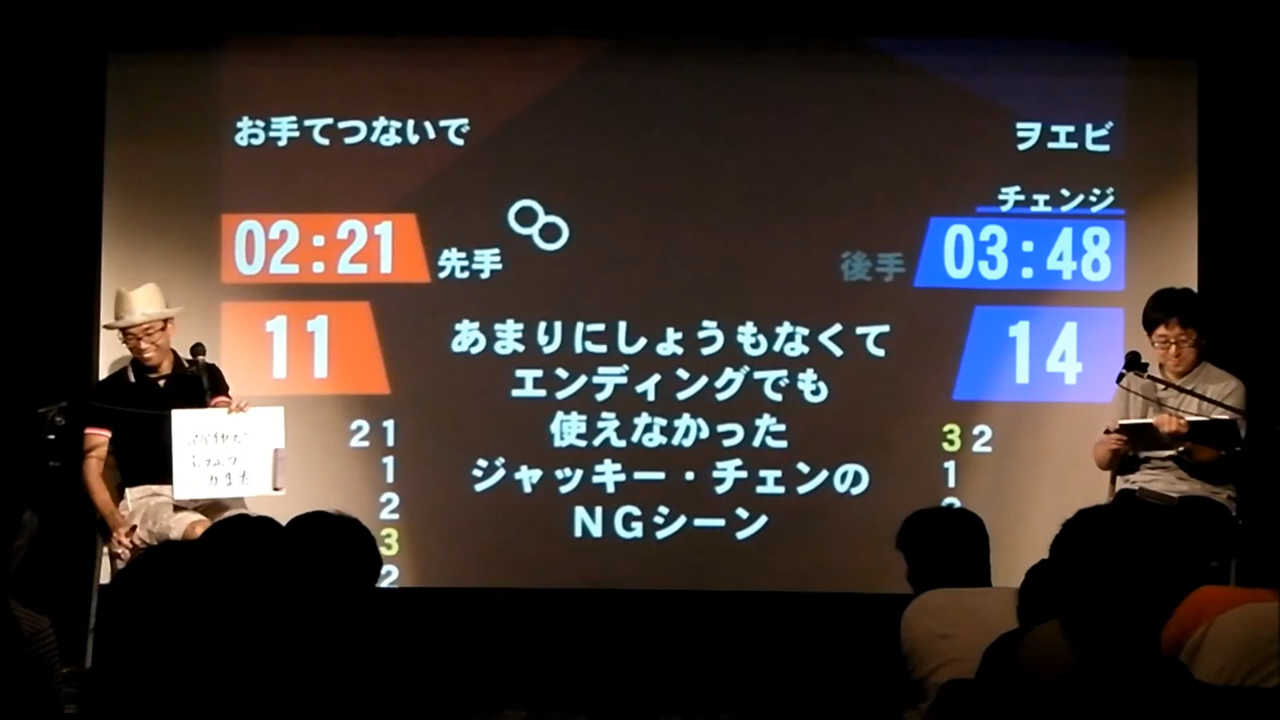 お手てつないで
ヲエビ
チェンジ
02:21
先手
後手
03:48
11
14
あまりにしょうもなくて
エンディングでも
使えなかった
ジャッキー・チェンの
NGシーン
2 1
1
2
3
2
3 2
1